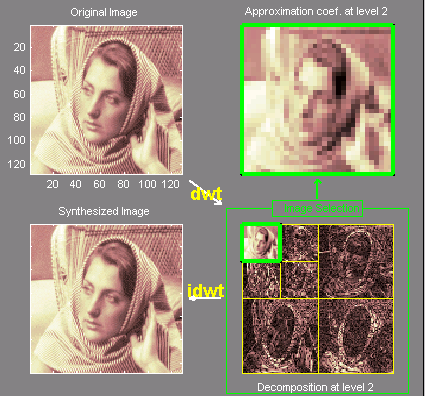 Original Image
Approximation coef. at level 2
20
40
60
80
100
120
20 40 60 80 100 120
dwt
Synthesized Image
Image Selection
idwt
Decomposition at level 2